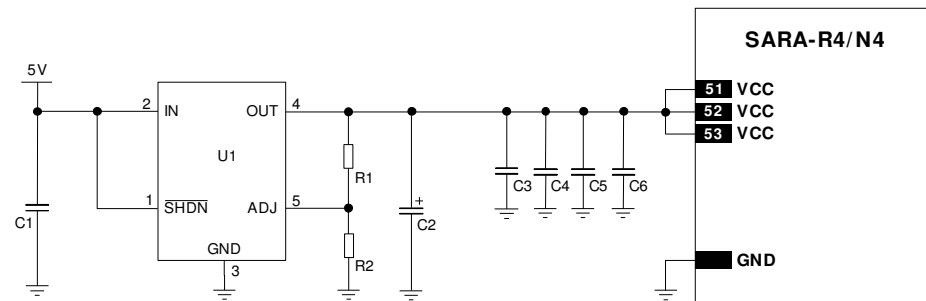 SARA-R4/N4
5V
51 VCC
52 VCC
53 VCC
2 IN
OUT 4
U1
R1
C3
C4
C5
C6
1 SHDN
ADJ 5
C1
C2
GND
3
R2
GND